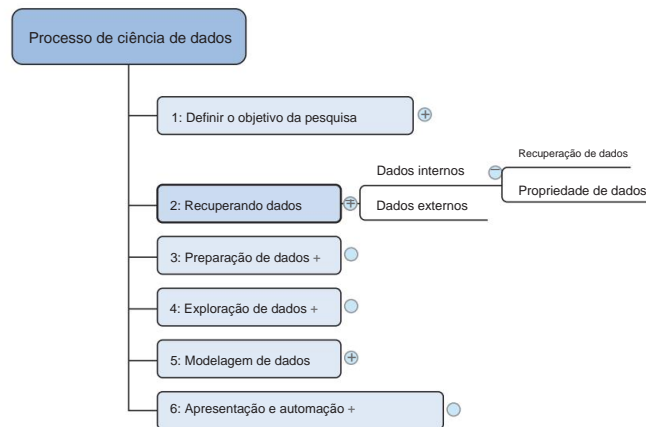 Processo de ciência de dados
1: Definir o objetivo da pesquisa
+
Recuperação de dados
Dados internos
Propriedade de dados
2: Recuperando dados
Dados externos
3: Preparação de dados +
4: Exploração de dados +
5: Modelagem de dados
+
6: Apresentação e automação +